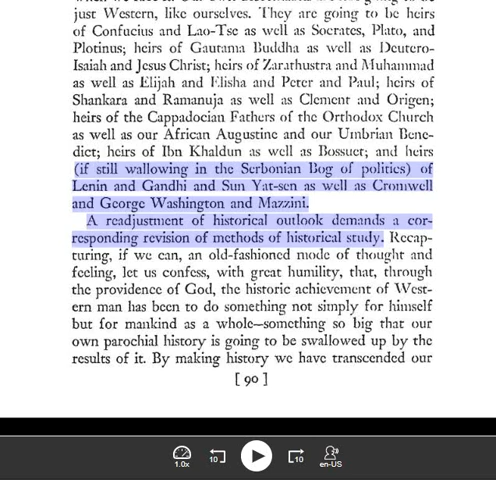 just Western, like ourselves. They are going to be heirs
of Confucius and Lao-Tse as well as Socrates, Plato, and
Plotinus; heirs of Gautama Buddha as well as Deutero-
Isaiah and Jesus Christ; heirs of Zarathustra and Muhammad
as well as Elijah and Elisha and Peter and Paul; heirs of
Shankara and Ramanuja as well as Clement and Origen;
heirs of the Cappadocian Fathers of the Orthodox Church
as well as our African Augustine and our Umbrian Bene-
dict; heirs of Ibn Khaldun as well as Bossuet; and heirs
(if still wallowing in the Serbonian Bog of politics) of
Lenin and Gandhi and Sun Yat-sen as well as Cromwell
and George Washington and Mazzini.
A readjustment of historical outlook demands a cor-
responding revision of methods of historical study. Recap-
turing, if we can, an old-fashioned mode of thought and
feeling, let us confess, with great humility, that, through
the providence of God, the historic achievement of West-
ern man has been to do something not simply for himself
but for mankind as a whole—something so big that our
own parochial history is going to be swallowed up by the
results of it. By making history we have transcended our
[ 90 ]
1.0x 10 10 en-US